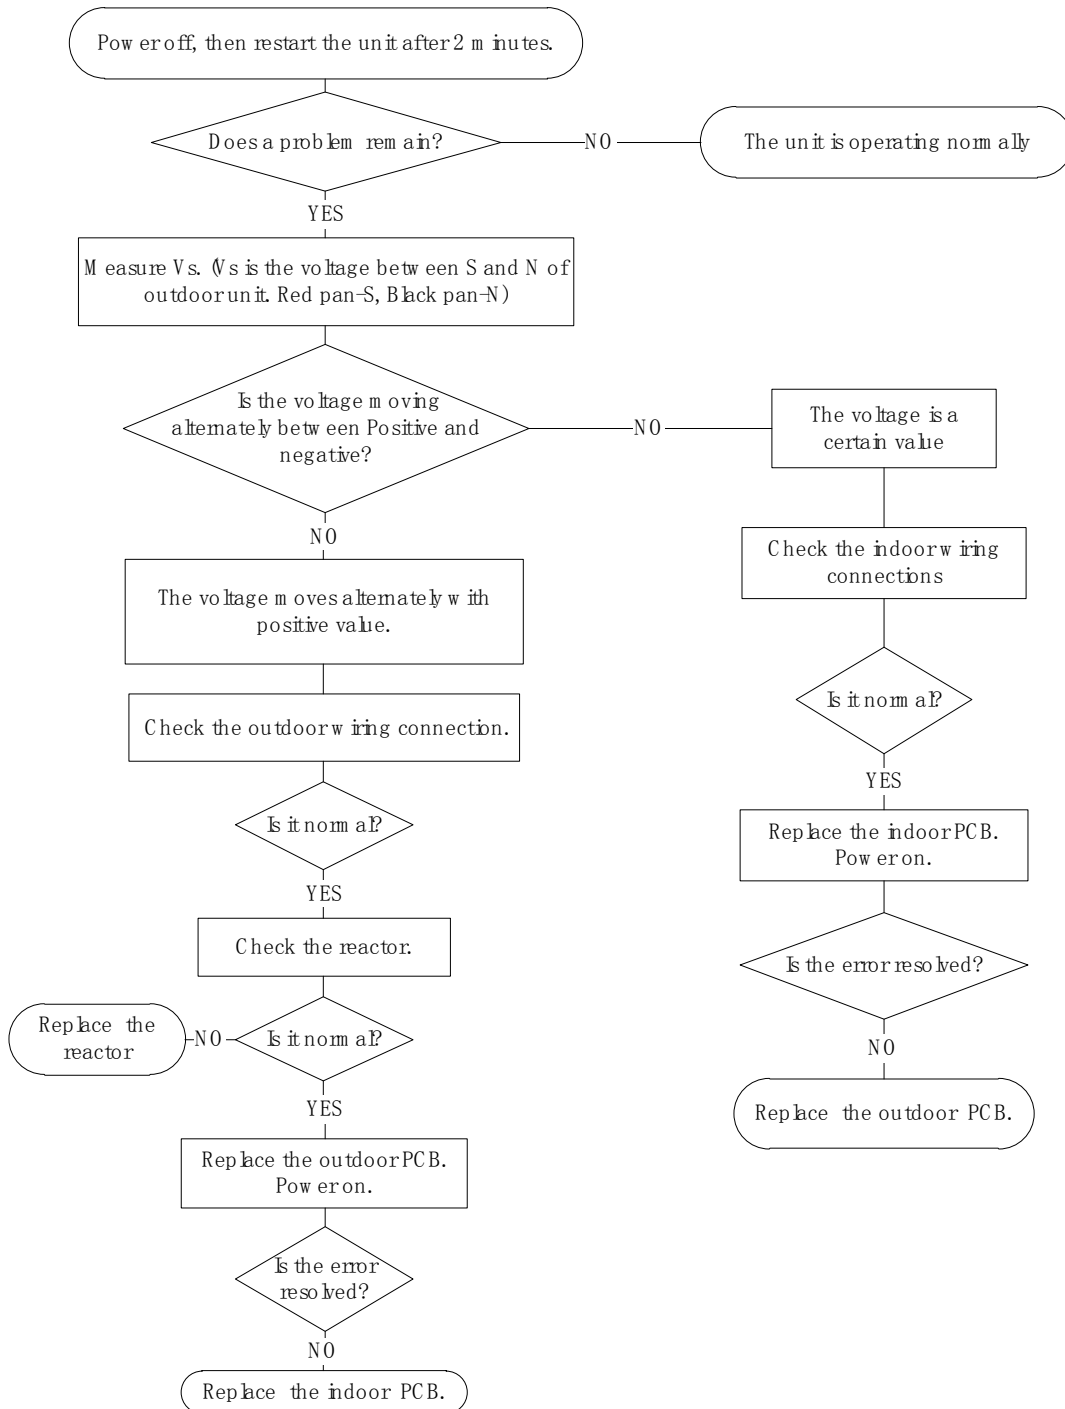 Power off, then restart the unit after 2 minutes.
Does a problem remain?
NO
The unit is operating normally
YES
Measure Vs. (Vs is the voltage between S and N of
outdoor unit. Red pan-S, Black pan-N)
Is the voltage moving
alternately between Positive and
negative?
NO
The voltage is a
certain value
NO
Check the indoor wiring
connections
The voltage moves alternately with
positive value.
Is it normal?
Check the outdoor wiring connection.
YES
Is it normal?
Replace the indoor PCB.
Power on.
YES
Check the reactor.
Is the error resolved?
Replace the
reactor
NO
Is it normal?
NO
YES
Replace the outdoor PCB.
Replace the outdoor PCB.
Power on.
Is the error
resolved?
NO
Replace the indoor PCB.